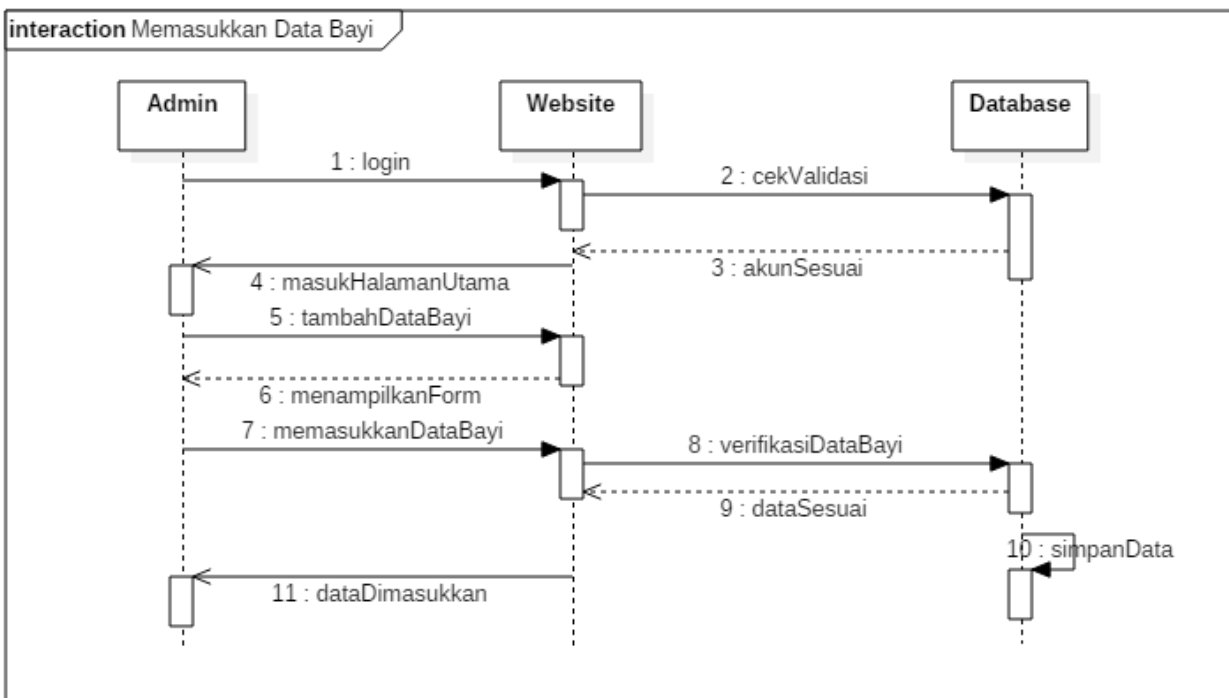 interaction Memasukkan Data Bayi
Admin
Website
Database
1 : login
2 : cekValidasi
3 : akunSesuai
4 : masukHalamanUtama
5 : tambahDataBayi
6 : menampilkanForm
7 : memasukkanDataBayi
8 : verifikasiDataBayi
9 : dataSesuai
10 : simpanData
11 : dataDimasukkan